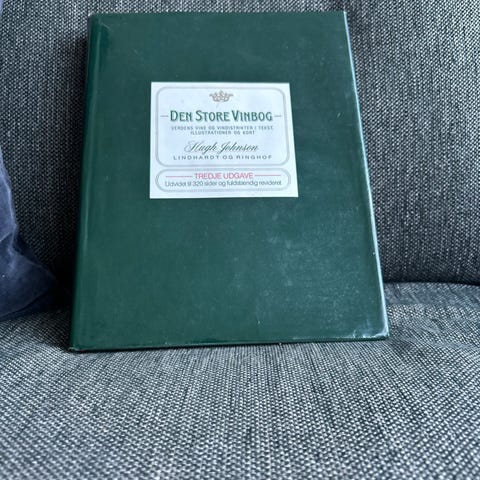 DEN STORE VINBOG
VERDENS VINE OG VINDISTRIKTER I TEKST,
ILLUSTRATIONER OG KORT
Hugh Johnson
LINDHARDT OG RINGHOF
TREDJE UDGAVE
Udvidet til 320 sider og fuldstændig revideret